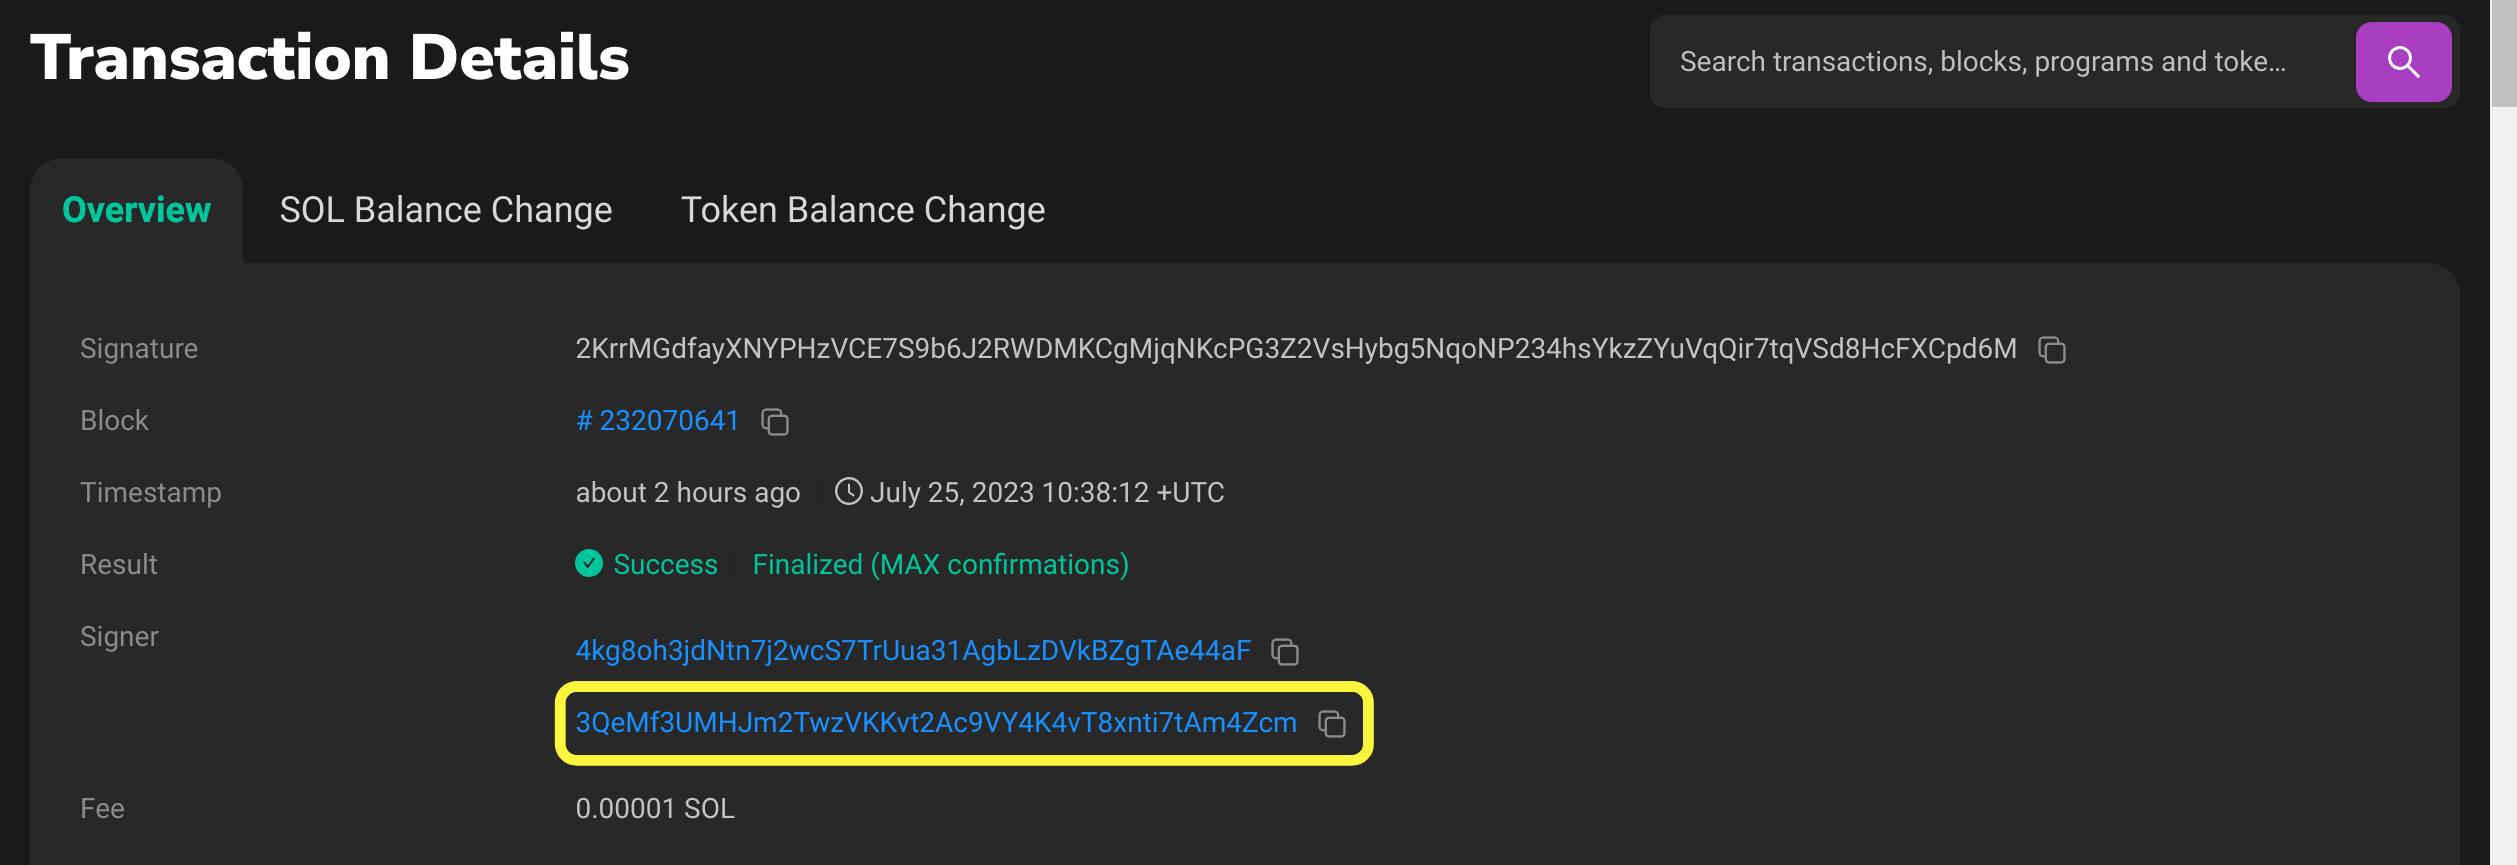 Transaction Details
Search transactions, blocks, programs and toke...
Overview SOL Balance Change Token Balance Change
Signature 2KrrMGdfayXNYPHzVCE7S9b6J2RWDMKCgMjqNKcPG3Z2VsHybg5NqoNP234hsYkzZYuVqQir7tqVSd8HcFXCpd6M
Block # 232070641
Timestamp about 2 hours ago July 25, 2023 10:38:12 +UTC
Result Success Finalized (MAX confirmations)
Signer 4kg8oh3jdNtn7j2wcS7TrUua31AgbLzDVkBZgTAe44aF
3QeMf3UMHJm2TwzVKKvt2Ac9VY4K4vT8xnti7tAm4Zcm
Fee 0.00001 SOL